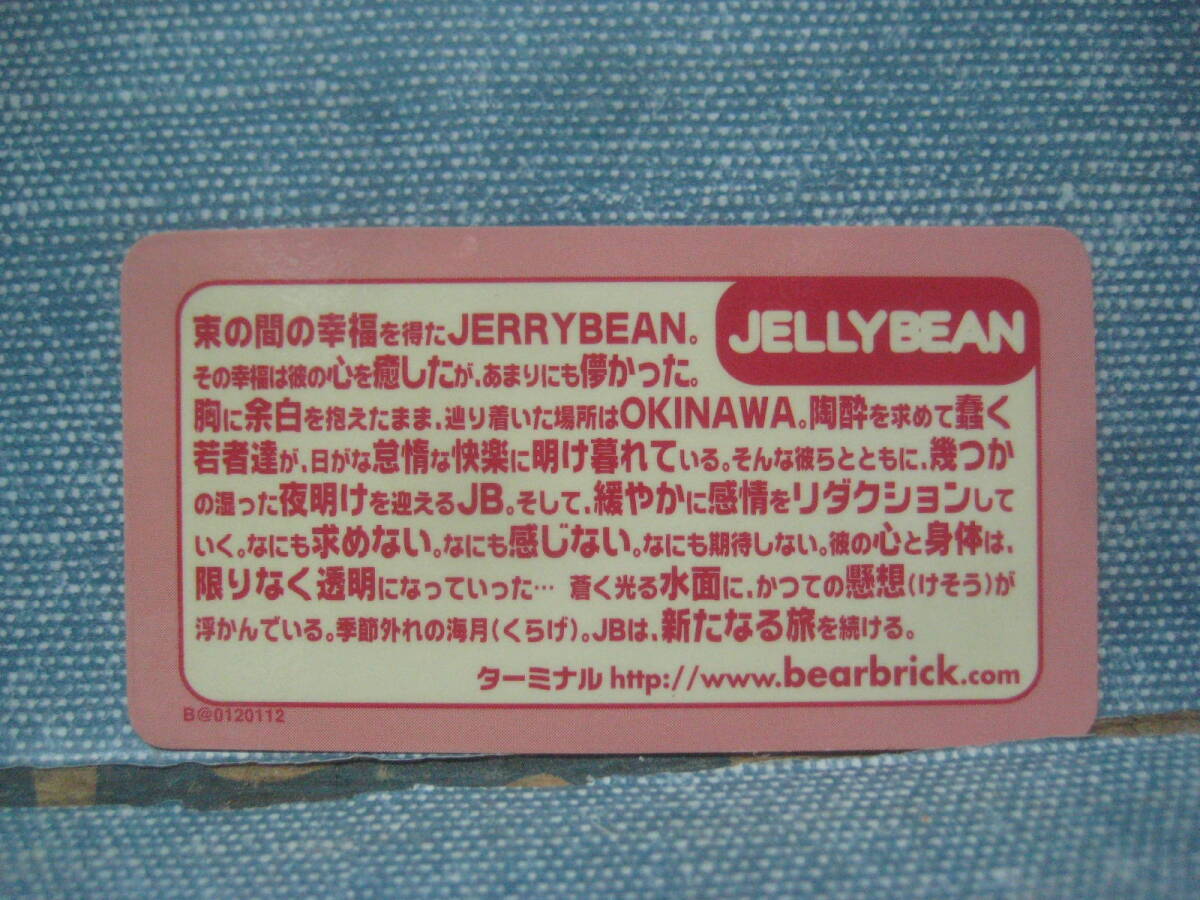 JELLYBEAN
束の間の幸福を得たJERRYBEAN。
その幸福は彼の心を癒したが、あまりにも儚かった。
胸に余白を抱えたまま、辿り着いた場所はOKINAWA。陶酔を求めて蠢く
若者達が、日がな怠惰な快楽に明け暮れている。そんな彼らとともに、幾つか
の湿った夜明けを迎えるJB。そして、緩やかに感情をリダクションして
いく。なにも求めない。なにも感じない。なにも期待しない。彼の心と身体は、
限りなく透明になっていった… 蒼く光る水面に、かつての懸想(けそう)が
浮かんでいる。季節外れの海月(くらげ)。JBは、新たなる旅を続ける。
ターミナル http://www.bearbrick.com
B@0120112